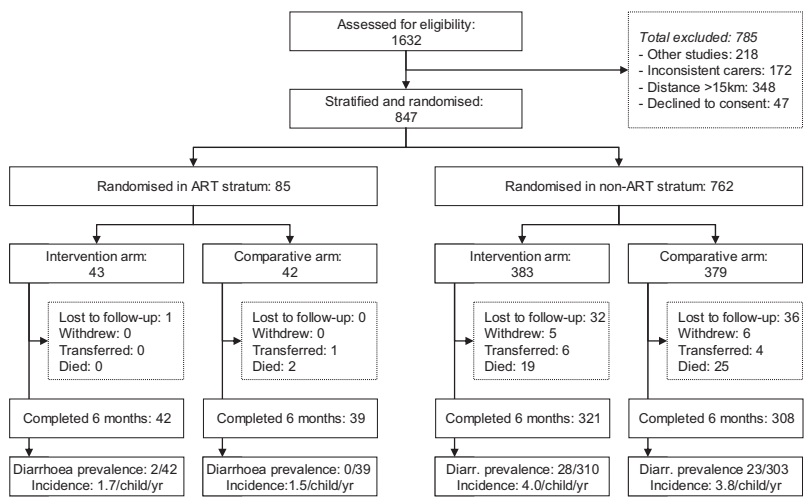 Assessed for eligibility:
1632
Total excluded: 785
- Other studies: 218
- Inconsistent carers: 172
- Distance >15km: 348
- Declined to consent: 47
Stratified and randomised:
847
Randomised in ART stratum: 85
Randomised in non-ART stratum: 762
Intervention arm:
43
Comparative arm:
42
Intervention arm:
383
Comparative arm:
379
Lost to follow-up: 1
Withdrew: 0
Transferred: 0
Died: 0
Lost to follow-up: 0
Withdrew: 0
Transferred: 1
Died: 2
Lost to follow-up: 32
Withdrew: 5
Transferred: 6
Died: 19
Lost to follow-up: 36
Withdrew: 6
Transferred: 4
Died: 25
Completed 6 months: 42
Completed 6 months: 39
Completed 6 months: 321
Completed 6 months: 308
Diarrhoea prevalence: 2/42
Incidence: 1.7/child/yr
Diarrhoea prevalence: 0/39
Incidence:1.5/child/yr
Diarr. prevalence: 28/310
Incidence: 4.0/child/yr
Diarr. prevalence 23/303
Incidence: 3.8/child/yr